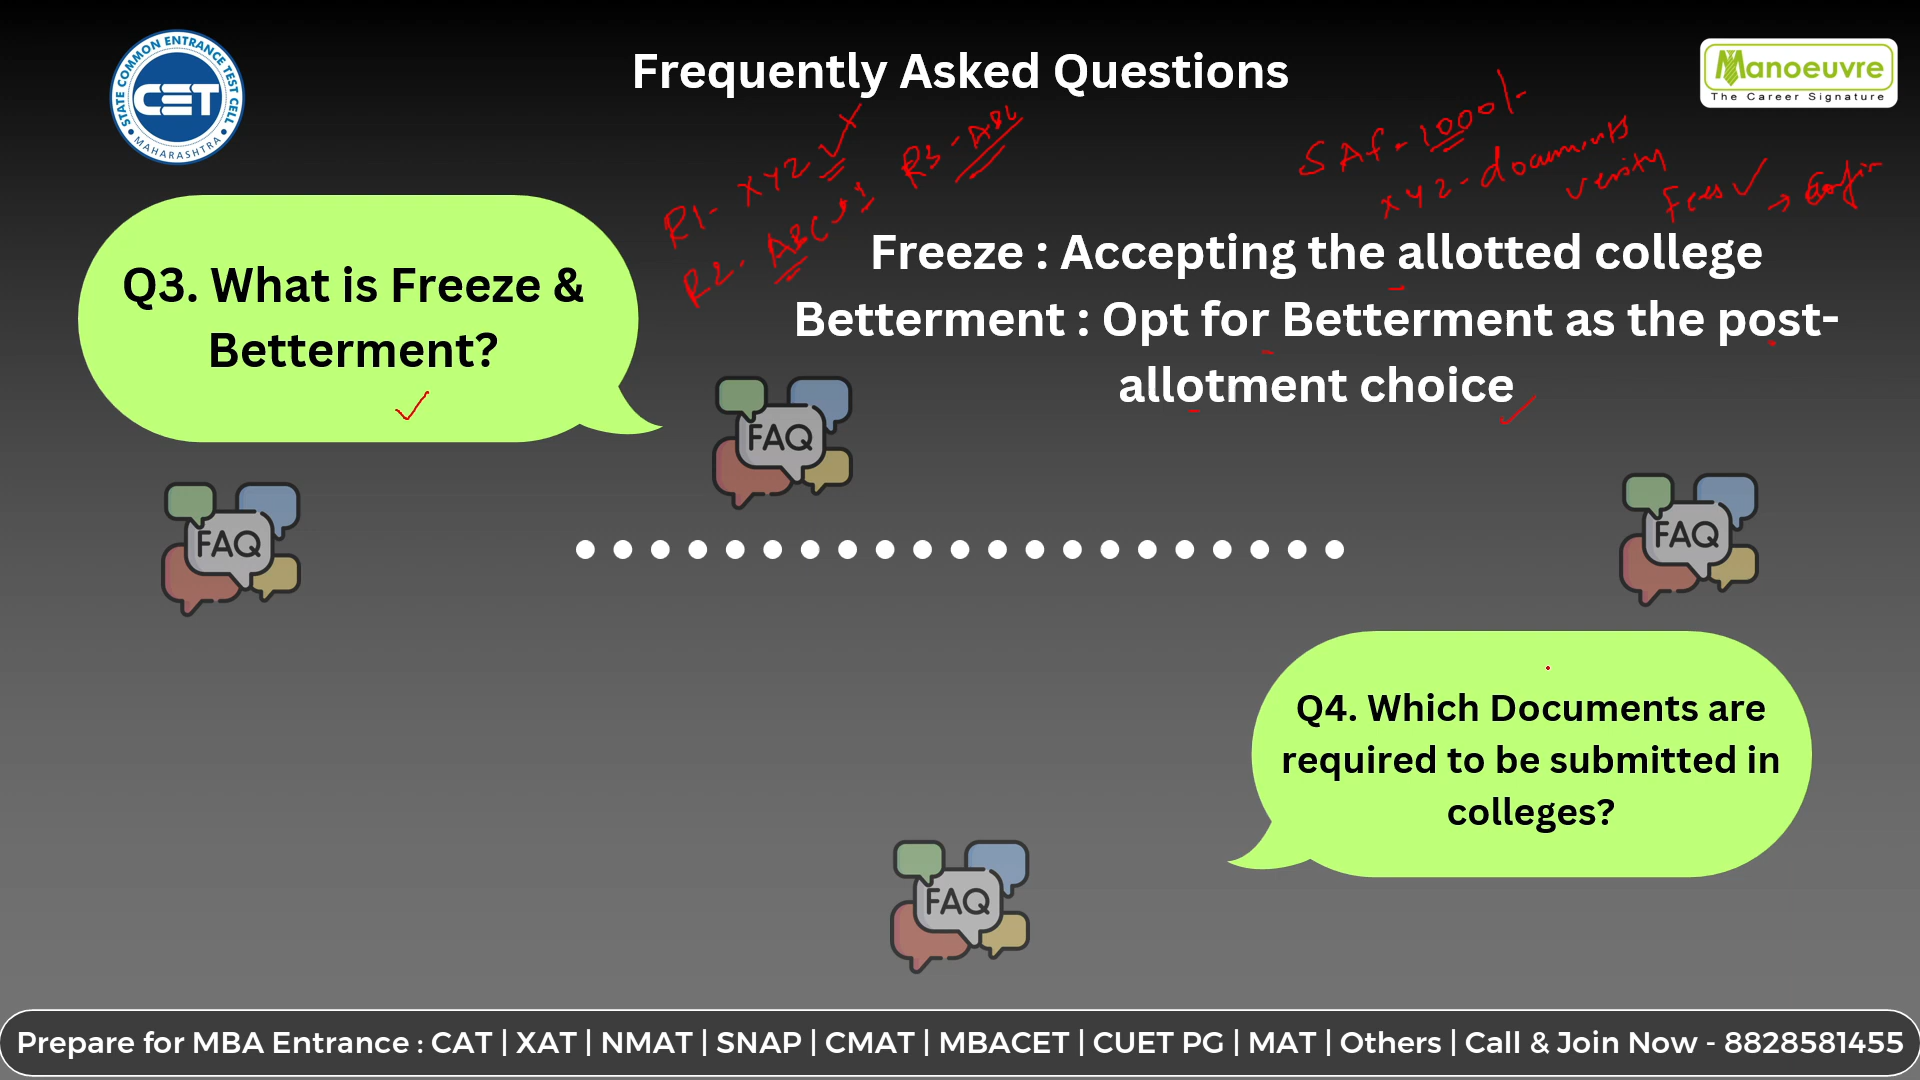 Frequently Asked Questions
STATE COMMON ENTRANCE TEST CELL
CET
MAHARASHTRA
Manoeuvre
The Career Signature
R1 - XYZ
R2 - ABC
R3 - ABC
SAF - 1000/-
XYZ - documents
verify
Fees
Q3. What is Freeze &
Betterment?
Freeze : Accepting the allotted college
Betterment : Opt for Betterment as the post-
allotment choice
FAQ
FAQ
FAQ
Q4. Which Documents are
required to be submitted in
colleges?
FAQ
Prepare for MBA Entrance : CAT | XAT | NMAT | SNAP | CMAT | MBACET | CUET PG | MAT | Others | Call & Join Now - 8828581455